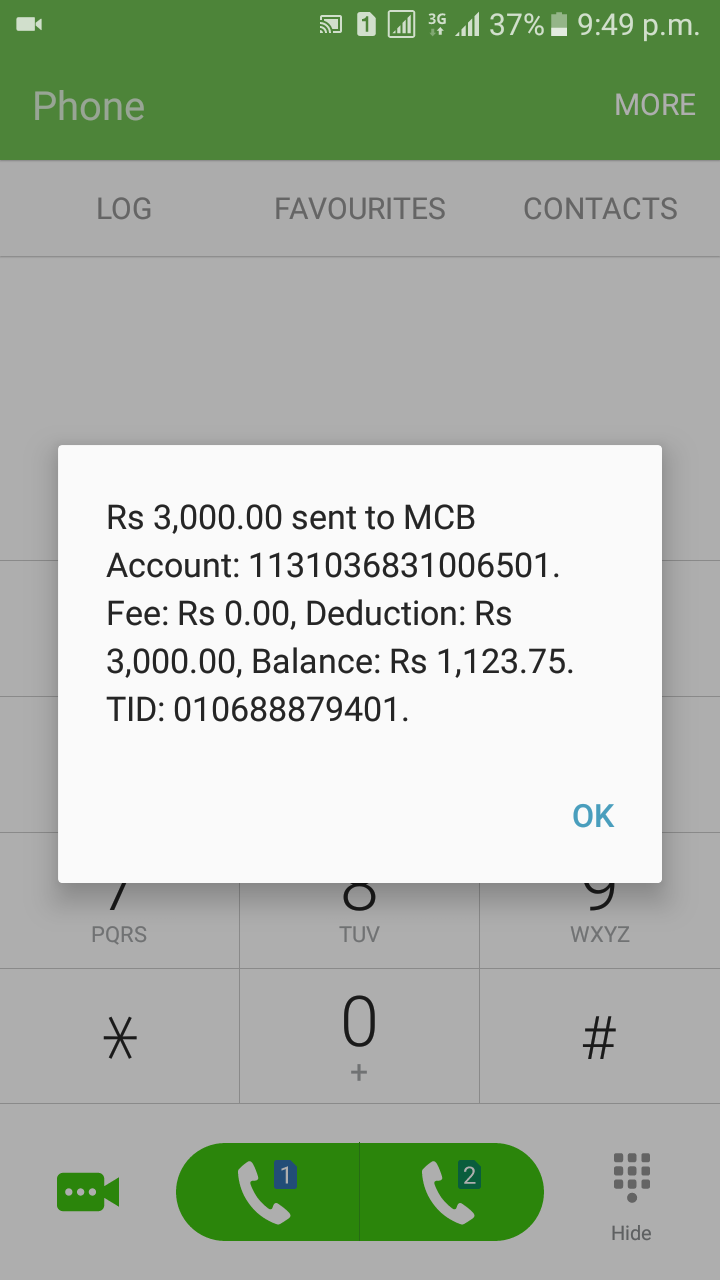 1 3G 37% 9:49 p.m.
Phone MORE
LOG FAVOURITES CONTACTS
Rs 3,000.00 sent to MCB
Account: 1131036831006501.
Fee: Rs 0.00, Deduction: Rs
3,000.00, Balance: Rs 1,123.75.
TID: 010688879401.
OK
7 8 9
PQRS TUV WXYZ
* 0 #
+
1 2
Hide